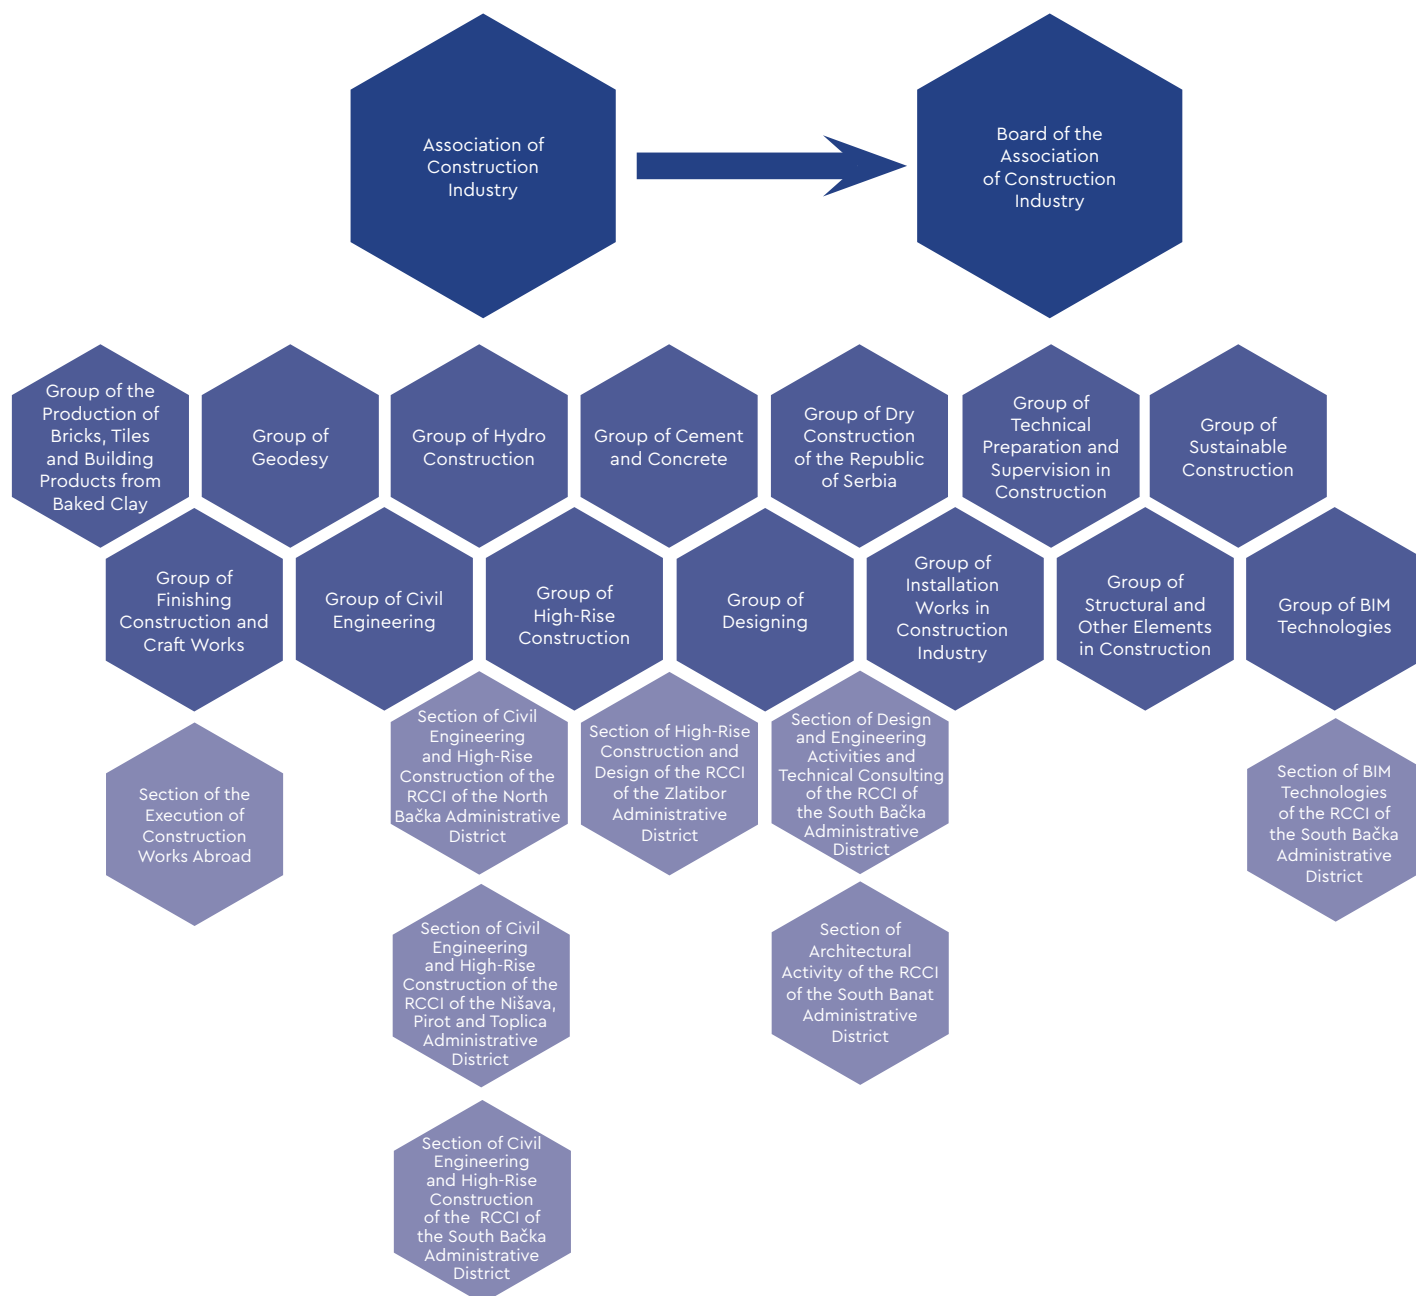 Association of
Construction
Industry
Board of the
Association
of Construction
Industry
Group of the
Production of
Bricks, Tiles
and Building
Products from
Baked Clay
Group of
Geodesy
Group of Hydro
Construction
Group of Cement
and Concrete
Group of Dry
Construction
of the Republic
of Serbia
Group of
Technical
Preparation and
Supervision in
Construction
Group of
Sustainable
Construction
Group of
Finishing
Construction and
Craft Works
Group of Civil
Engineering
Group of
High-Rise
Construction
Group of
Designing
Group of
Installation
Works in
Construction
Industry
Group of
Structural and
Other Elements
in Construction
Group of BIM
Technologies
Section of the
Execution of
Construction
Works Abroad
Section of Civil
Engineering
and High-Rise
Construction of the
RCCI of the North
Bačka Administrative
District
Section of High-Rise
Construction and
Design of the RCCI
of the Zlatibor
Administrative
District
Section of Design
and Engineering
Activities and
Technical Consulting
of the RCCI of
the South Bačka
Administrative
District
Section of BIM
Technologies
of the RCCI of
the South Bačka
Administrative
District
Section of Civil
Engineering
and High-Rise
Construction of the
RCCI of the Nišava,
Pirot and Toplica
Administrative
District
Section of
Architectural
Activity of the RCCI
of the South Banat
Administrative
District
Section of Civil
Engineering
and High-Rise
Construction
of the RCCI of
the South Bačka
Administrative
District